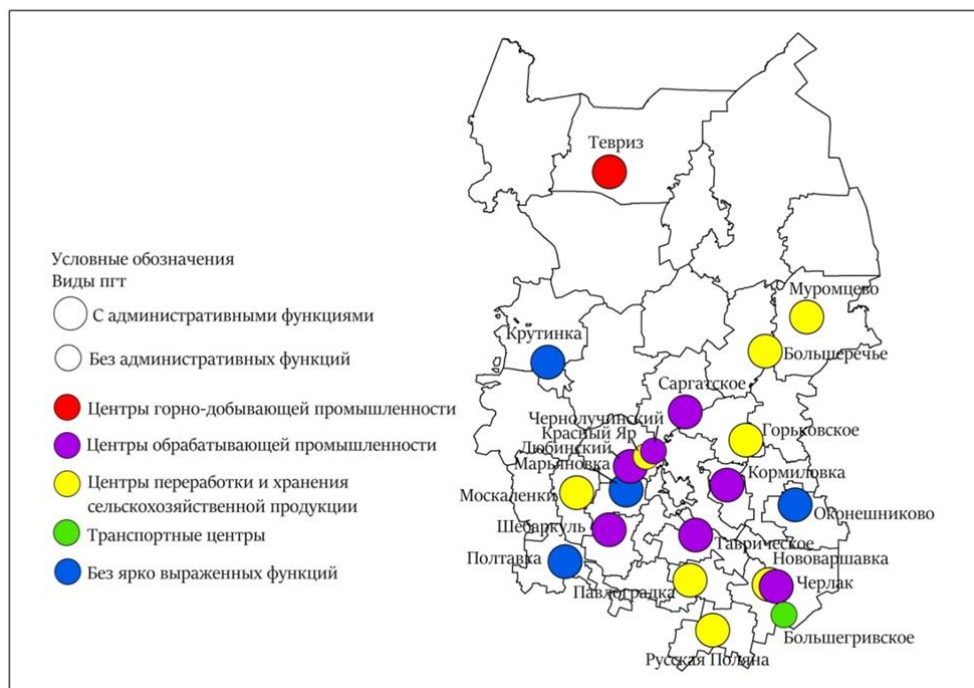 Тевриз
Муромцево
Крутинка
Большеречье
Саргатское
Чернолучинский
Красный Яр
Любинский
Горьковское
Марьяновка
Кормиловка
Москаленки
Оконешниково
Шебаркуль
Таврическое
Нововаршавка
Полтавка
Черлак
Павлоградка
Большегривское
Русская Поляна
Условные обозначения
Виды пгт
С административными функциями
Без административных функций
Центры горно-добывающей промышленности
Центры обрабатывающей промышленности
Центры переработки и хранения
сельскохозяйственной продукции
Транспортные центры
Без ярко выраженных функций